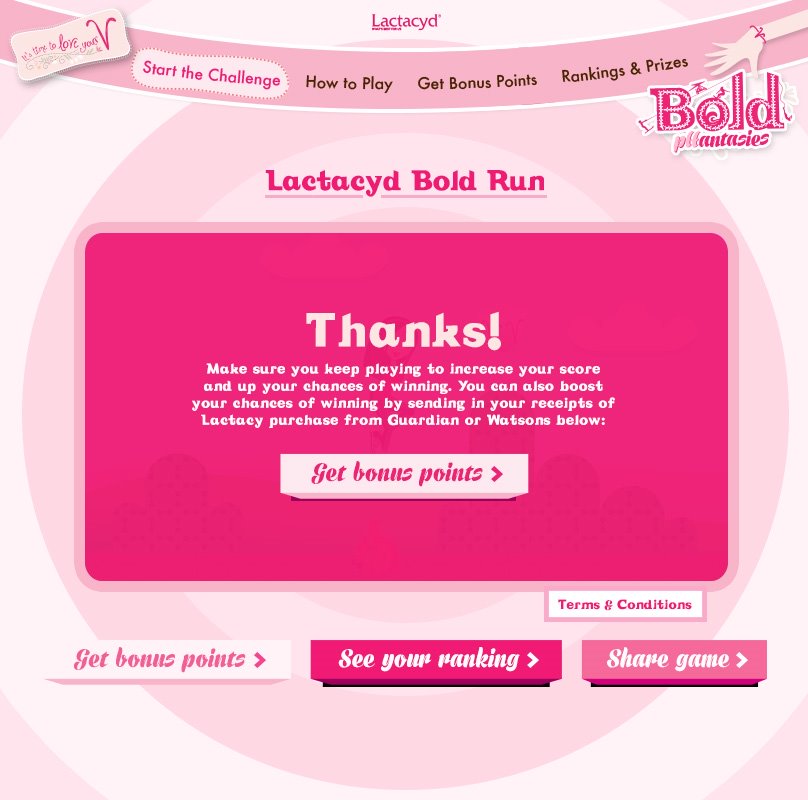 Lactacyd®
it's time to love your V
Start the Challenge
How to Play
Get Bonus Points
Rankings & Prizes
Bold
pHantasies
Lactacyd Bold Run
Thanks!
Make sure you keep playing to increase your score
and up your chances of winning. You can also boost
your chances of winning by sending in your receipts of
Lactacy purchase from Guardian or Watsons below:
Get bonus points >
Terms & Conditions
Get bonus points >
See your ranking >
Share game >